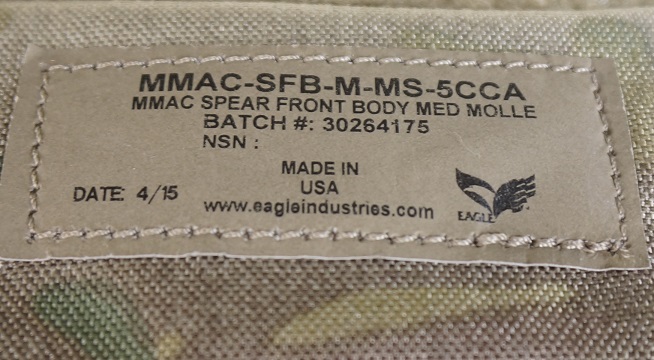 MMAC-SFB-M-MS-5CCA
MMAC SPEAR FRONT BODY MED MOLLE
BATCH #: 30264175
NSN :
MADE IN
USA
DATE: 4/15
www.eagleindustries.com
EAGLE